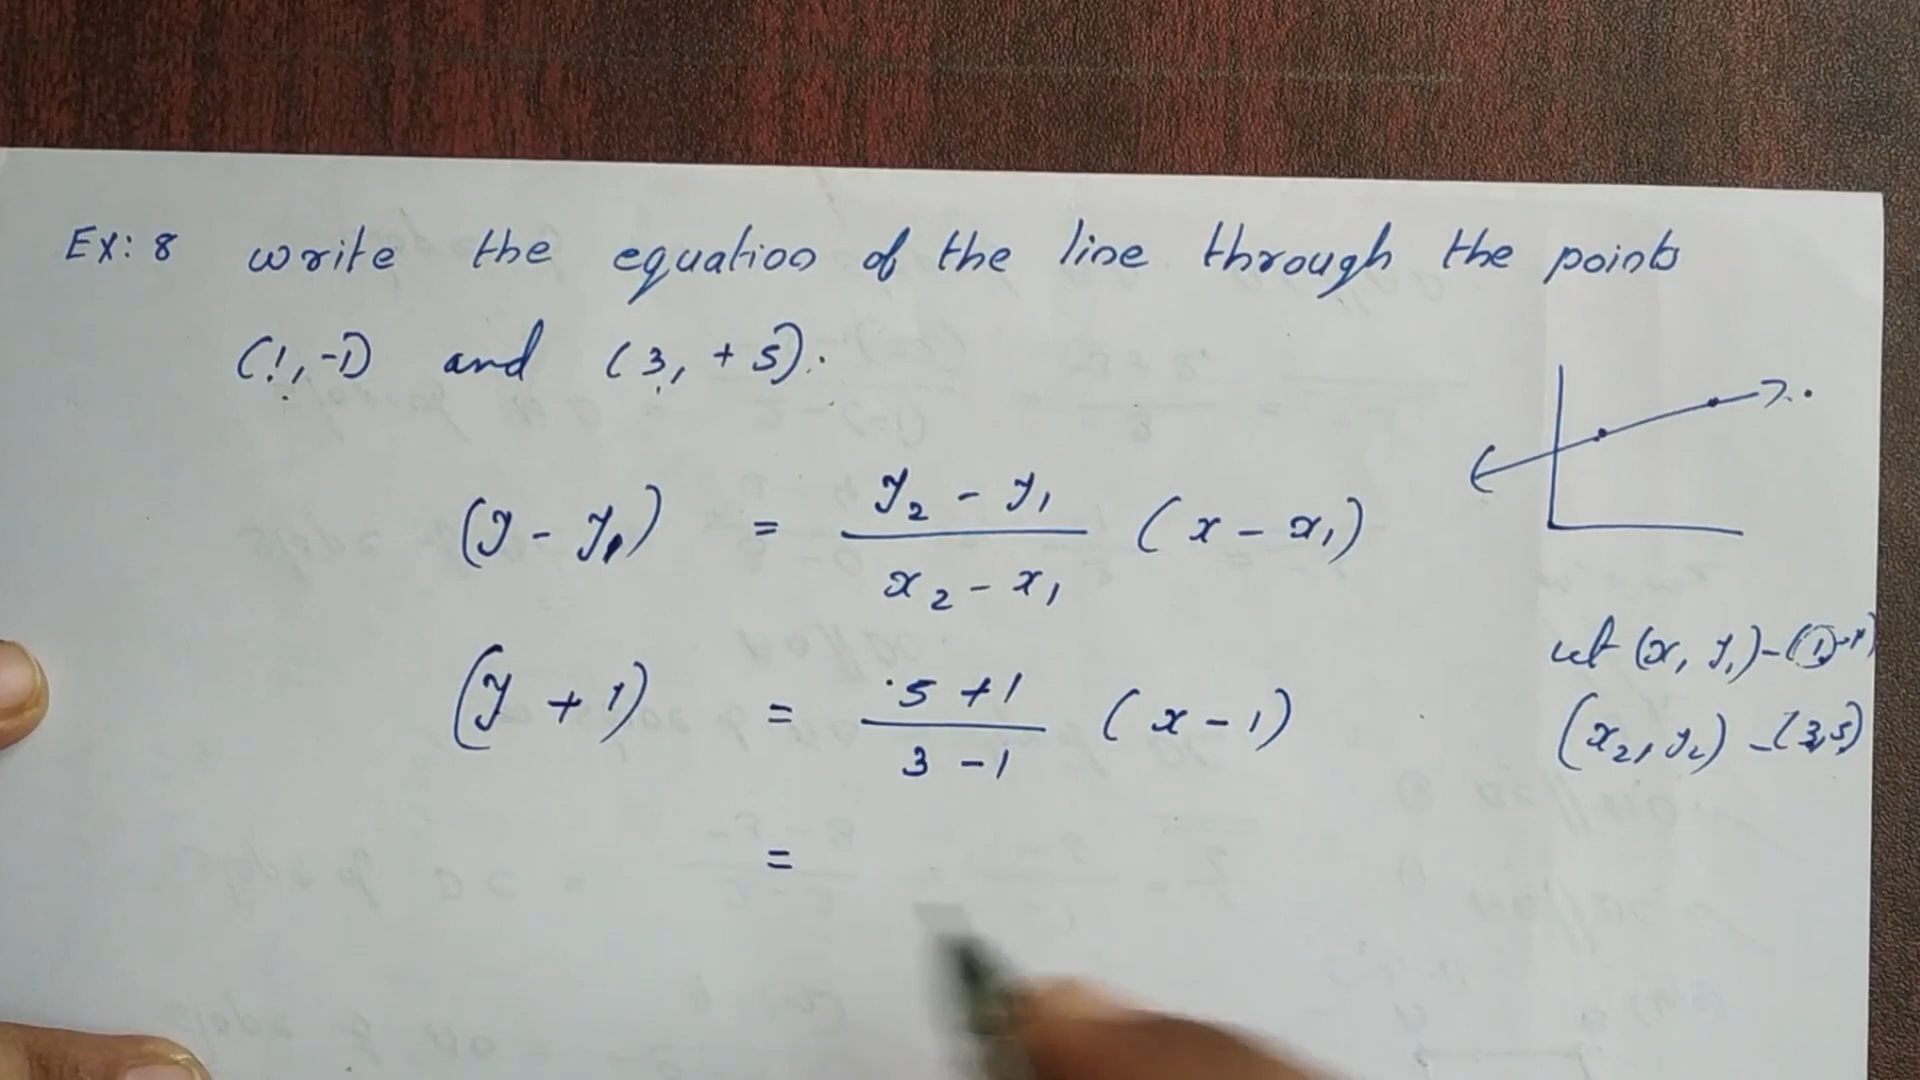 Ex: 8 write the equation of the line through the points
(1, -1) and (3, +5).
(y - y1) = y2 - y1 / x2 - x1 (x - x1)
let (x, y1) - (1, -1)
(y + 1) = 5 + 1 / 3 - 1 (x - 1)
(x2, y2) - (3, 5)
=